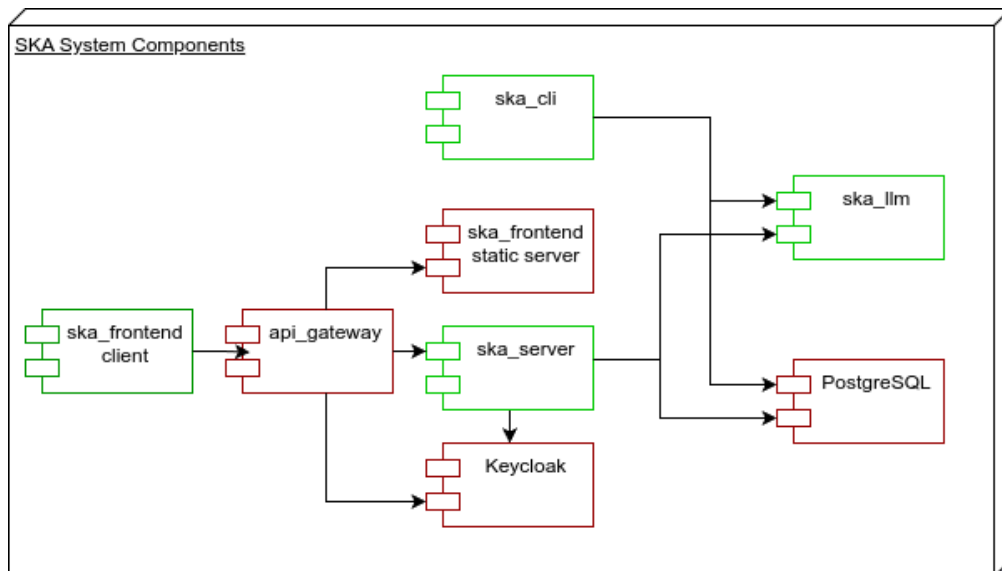 SKA System Components
ska_cli
ska_llm
ska_frontend
static server
ska_frontend
client
api_gateway
ska_server
PostgreSQL
Keycloak